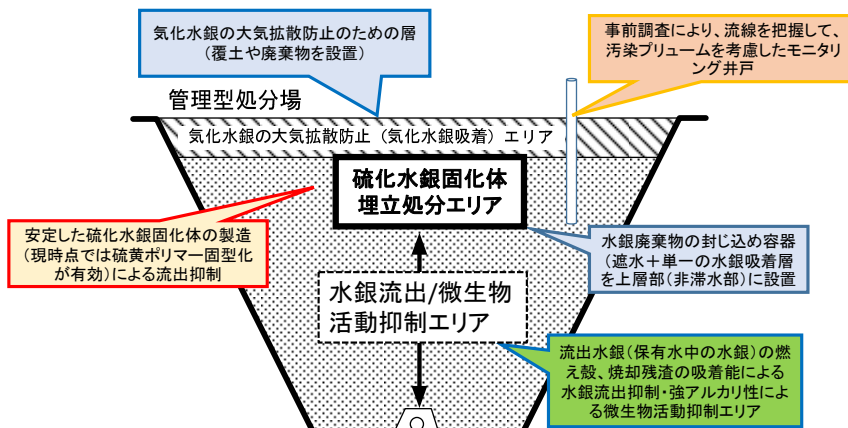 気化水銀の大気拡散防止のための層
(覆土や廃棄物を設置)
事前調査により、流線を把握して、
汚染プリュームを考慮したモニタリ
ング井戸
管理型処分場
気化水銀の大気拡散防止(気化水銀吸着)エリア
硫化水銀固化体
埋立処分エリア
安定した硫化水銀固化体の製造
(現時点では硫黄ポリマー固型化
が有効)による流出抑制
水銀廃棄物の封じ込め容器
(遮水+単一の水銀吸着層
を上層部(非滞水部)に設置
水銀流出/微生物
活動抑制エリア
流出水銀(保有水中の水銀)の燃
え殻、焼却残渣の吸着能による
水銀流出抑制・強アルカリ性によ
る微生物活動抑制エリア